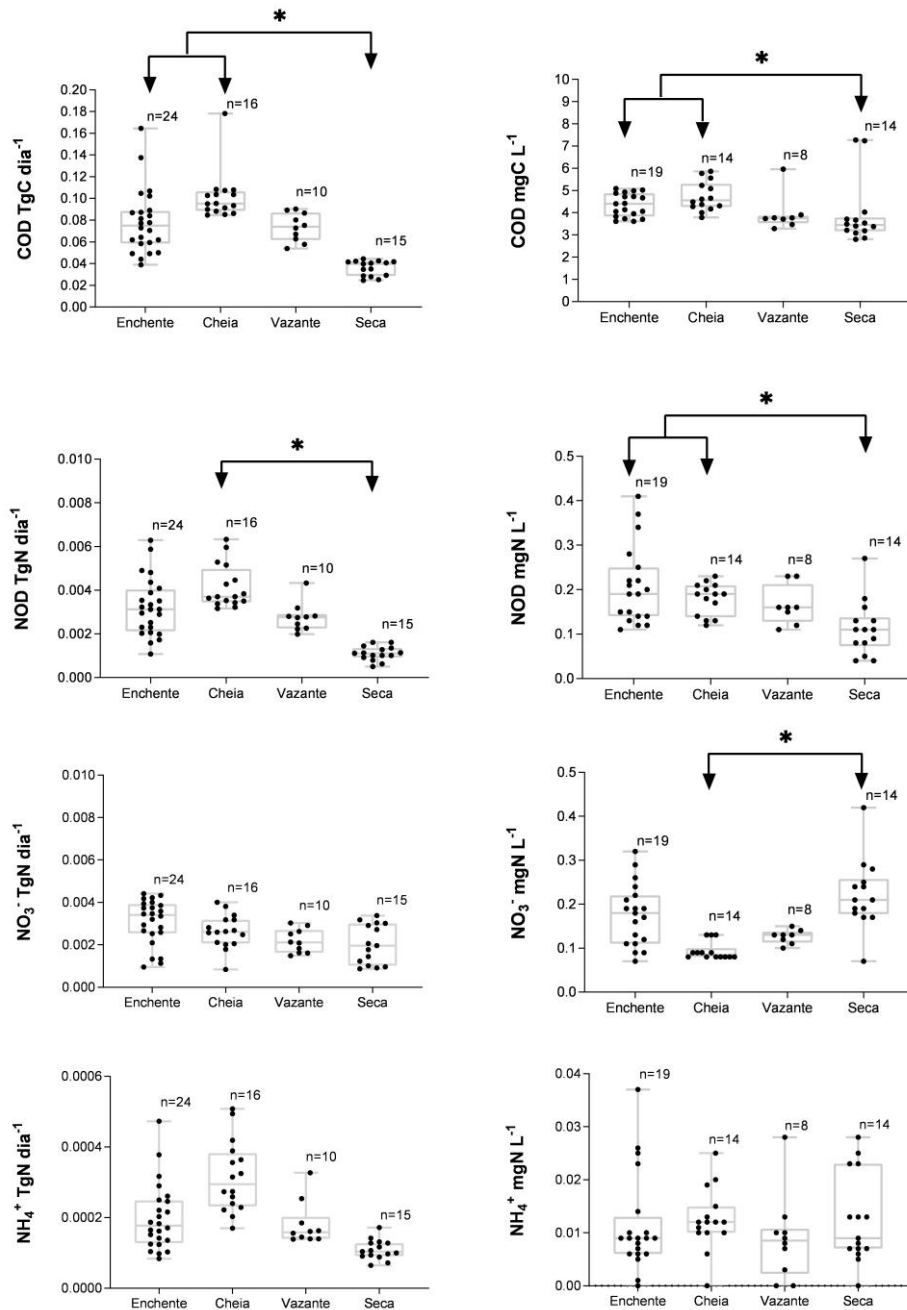 *
COD TgC dia⁻¹
0.20
0.18
0.16
0.14
0.12
0.10
0.08
0.06
0.04
0.02
0.00
n=24
n=16
n=10
n=15
Enchente Cheia Vazante Seca
*
COD mgC L⁻¹
10
9
8
7
6
5
4
3
2
1
0
n=19
n=14
n=8
n=14
Enchente Cheia Vazante Seca
*
NOD TgN dia⁻¹
0.010
0.008
0.006
0.004
0.002
0.000
n=24
n=16
n=10
n=15
Enchente Cheia Vazante Seca
*
NOD mgN L⁻¹
0.5
0.4
0.3
0.2
0.1
0.0
n=19
n=14
n=8
n=14
Enchente Cheia Vazante Seca
NO₃⁻ TgN dia⁻¹
0.010
0.008
0.006
0.004
0.002
0.000
n=24
n=16
n=10
n=15
Enchente Cheia Vazante Seca
*
NO₃⁻ mgN L⁻¹
0.5
0.4
0.3
0.2
0.1
0.0
n=19
n=14
n=8
n=14
Enchente Cheia Vazante Seca
NH₄⁺ TgN dia⁻¹
0.0006
0.0004
0.0002
0.0000
n=24
n=16
n=10
n=15
Enchente Cheia Vazante Seca
NH₄⁺ mgN L⁻¹
0.04
0.03
0.02
0.01
0.00
n=19
n=14
n=8
n=14
Enchente Cheia Vazante Seca